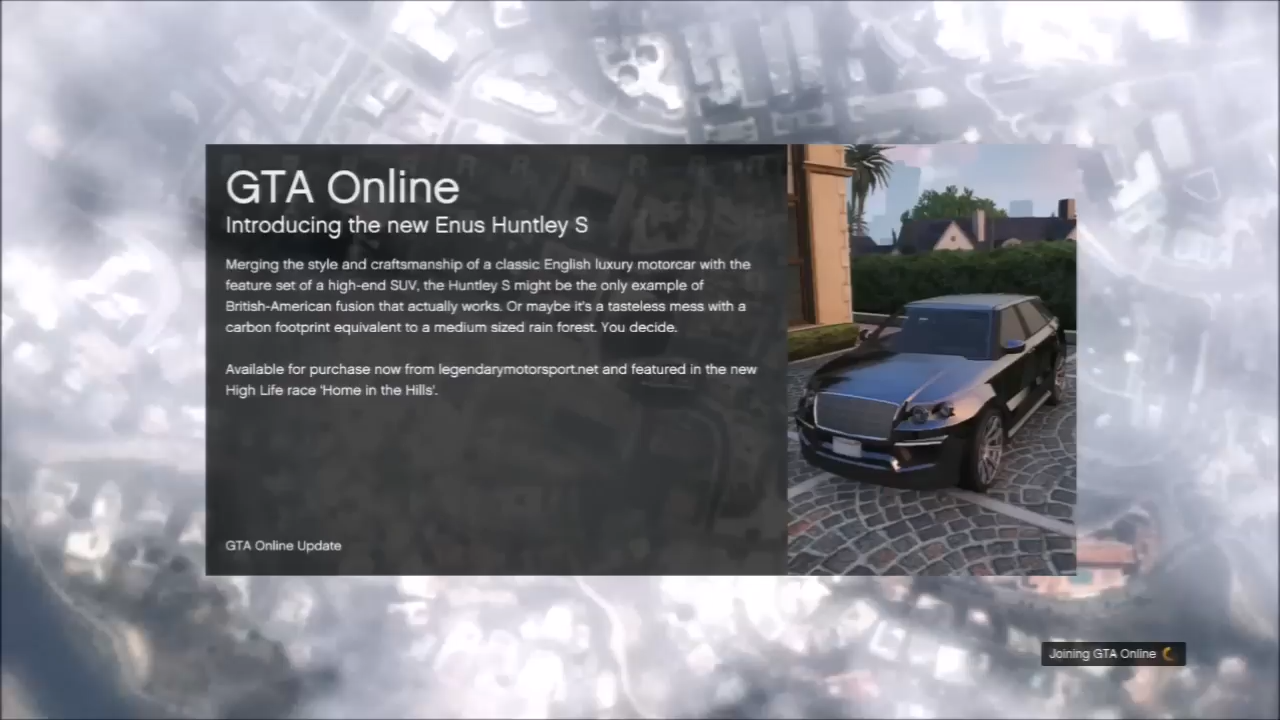 GTA Online
Introducing the new Enus Huntley S
Merging the style and craftsmanship of a classic English luxury motorcar with the
feature set of a high-end SUV, the Huntley S might be the only example of
British-American fusion that actually works. Or maybe it's a tasteless mess with a
carbon footprint equivalent to a medium sized rain forest. You decide.
Available for purchase now from legendarymotorsport.net and featured in the new
High Life race 'Home in the Hills'.
GTA Online Update
Joining GTA Online